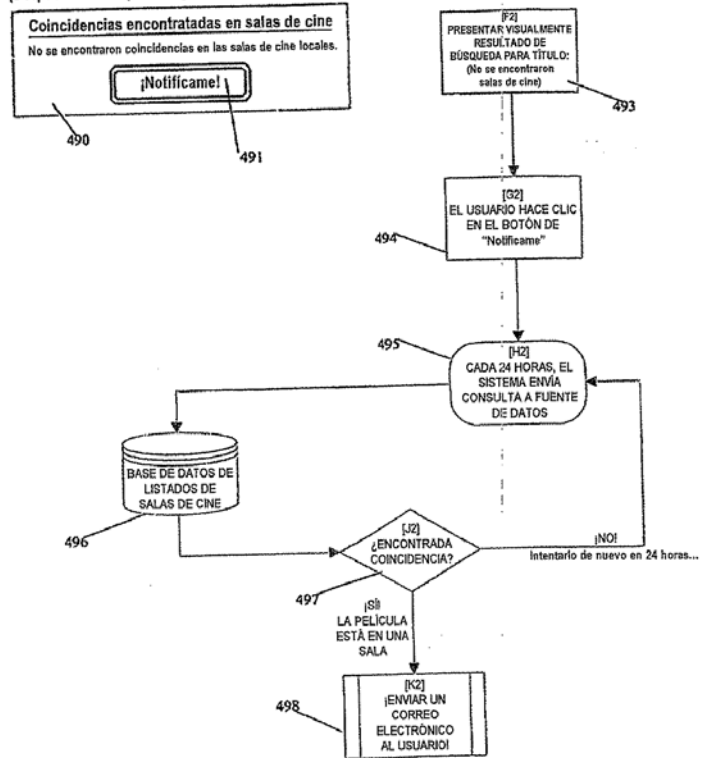 Coincidencias encontratadas en salas de cine
No se encontraron coincidencias en las salas de cine locales.
¡Notifícame!
490
491
[F2]
PRESENTAR VISUALMENTE
RESULTADO DE
BÚSQUEDA PARA TÍTULO:
(No se encontraron
salas de cine)
493
[G2]
EL USUARIO HACE CLIC
EN EL BOTÓN DE
"Notifícame"
494
495
[H2]
CADA 24 HORAS, EL
SISTEMA ENVÍA
CONSULTA A FUENTE
DE DATOS
BASE DE DATOS DE
LISTADOS DE
SALAS DE CINE
496
[J2]
¿ENCONTRADA
COINCIDENCIA?
497
¡NO!
Intentarlo de nuevo en 24 horas...
¡SÍ!
LA PELÍCULA
ESTÁ EN UNA
SALA
498
[K2]
¡ENVIAR UN
CORREO
ELECTRÓNICO
AL USUARIO!